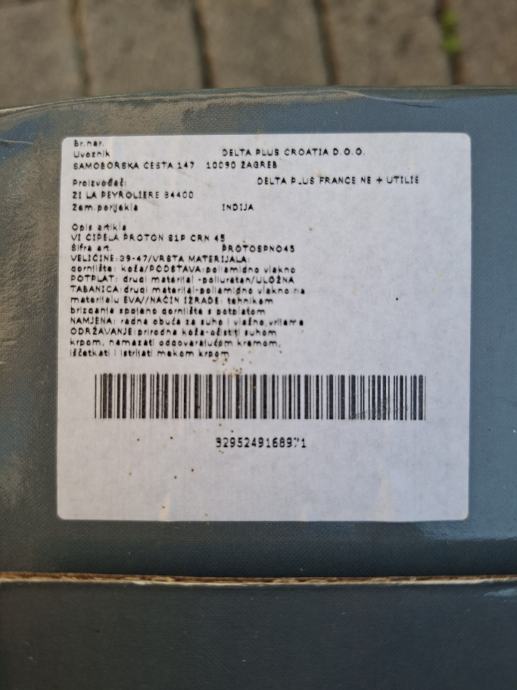 Br.nar.
Uvoznik DELTA PLUS CROATIA D.O.O.
SAMOBORSKA CESTA 147 10090 ZAGREB
Proizvođač: DELTA PLUS FRANCE NE + UTILIE
ZI LA PEYROLIERE 84400
Zem.porijekla INDIJA
Opis artikla
VI CIPELA PROTON S1P CRN 45
Šifra art. PROTOSPNO45
VELIČINE:39-47/VRSTA MATERIJALA:
gornjište: koža/PODSTAVA:poliamidno vlakno
POTPLAT: drugi materijal -poliuretan/ULOŽNA
TABANICA:drugi materijal-poliamidno vlakno na
materijalu EVA//NAČIN IZRADE: tehnikom
brizganja spojeno gornjište s potplatom
NAMJENA: radna obuća za suho i vlažno vrijeme
ODRŽAVANJE:prirodna koža-očistiti suhom
krpom, namazati odgovarajućom kremom,
iščetkati i istrljati mekom krpom
3295249168971